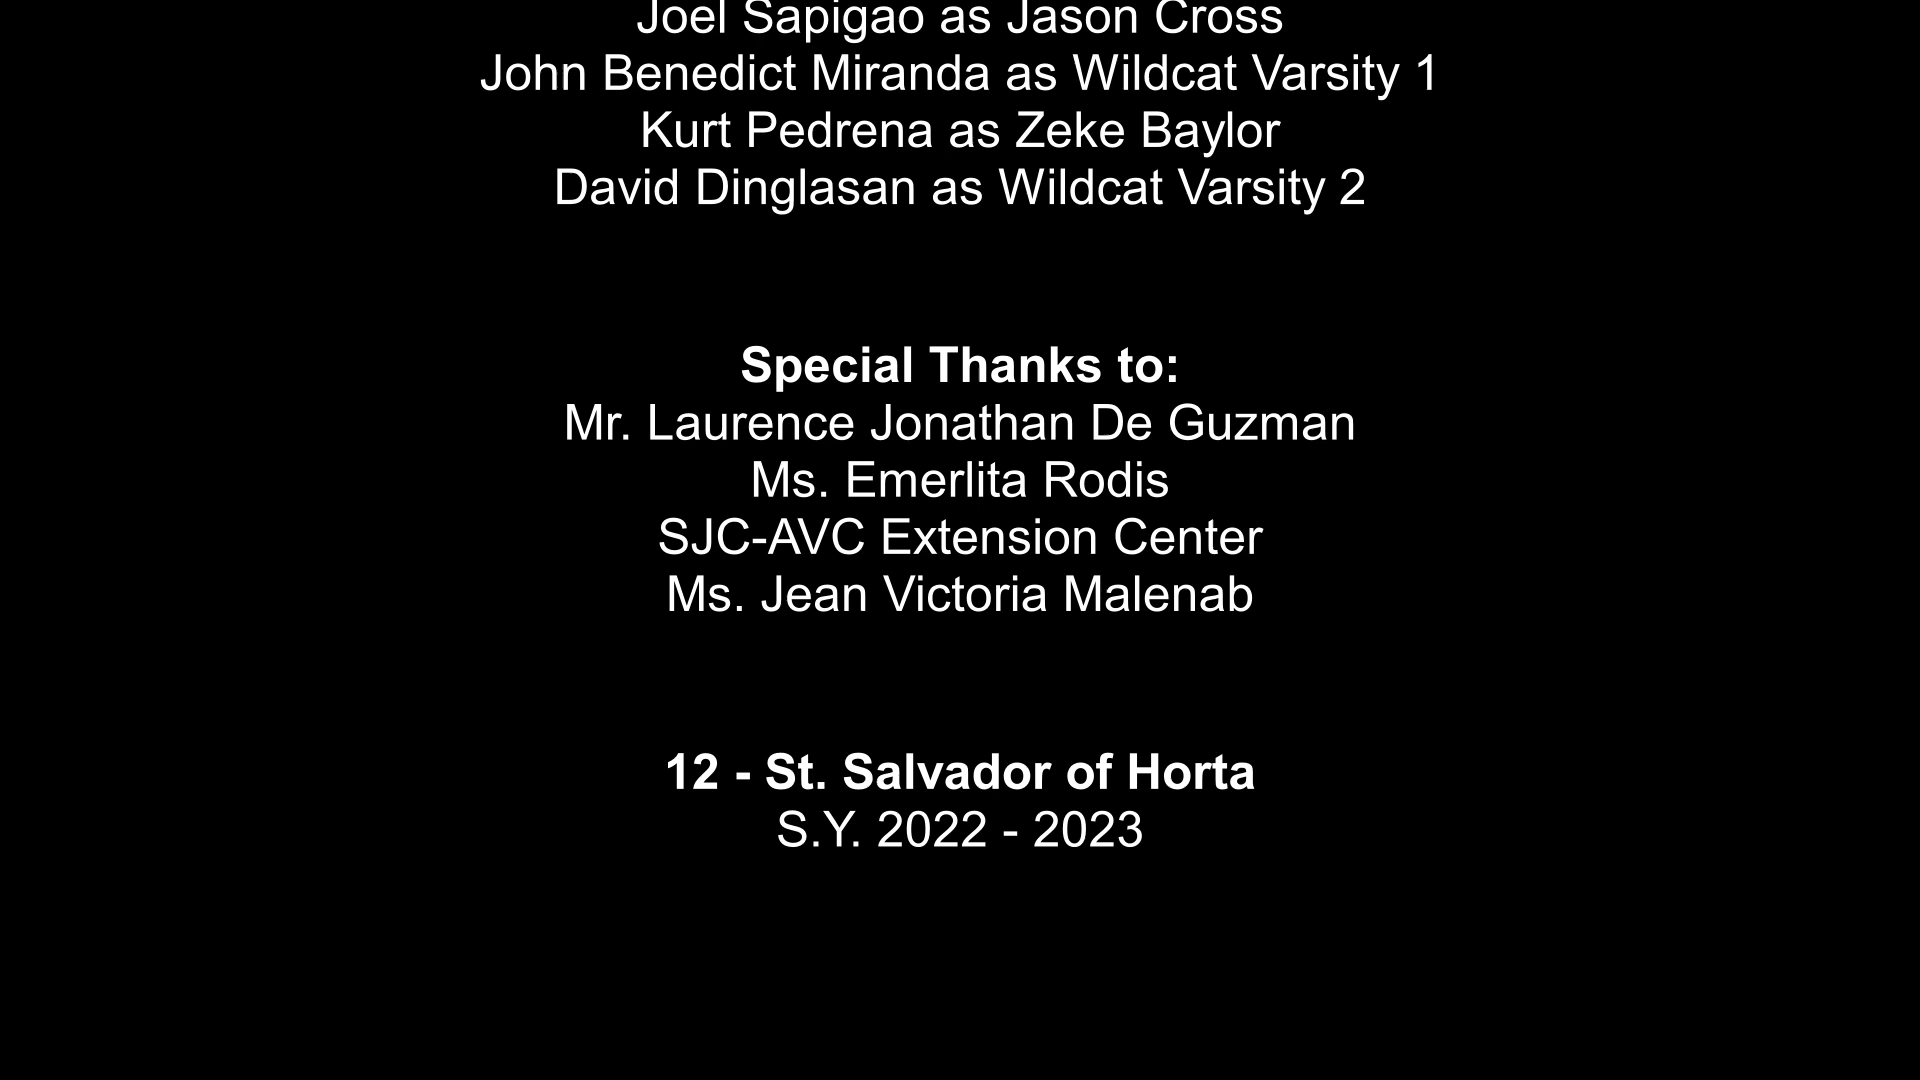 Joel Sapigao as Jason Cross
John Benedict Miranda as Wildcat Varsity 1
Kurt Pedrena as Zeke Baylor
David Dinglasan as Wildcat Varsity 2
Special Thanks to:
Mr. Laurence Jonathan De Guzman
Ms. Emerlita Rodis
SJC-AVC Extension Center
Ms. Jean Victoria Malenab
12 - St. Salvador of Horta
S.Y. 2022 - 2023